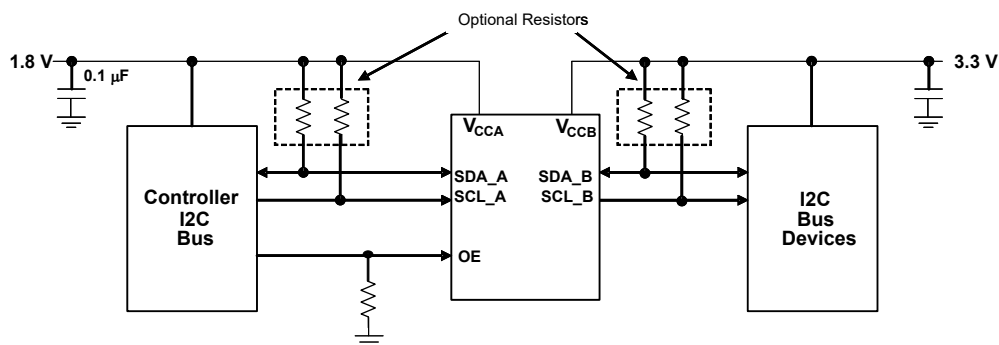 Optional Resistors
1.8 V
0.1 μF
3.3 V
VCCA
VCCB
SDA_A
SCL_A
OE
SDA_B
SCL_B
Controller
I2C
Bus
I2C
Bus
Devices